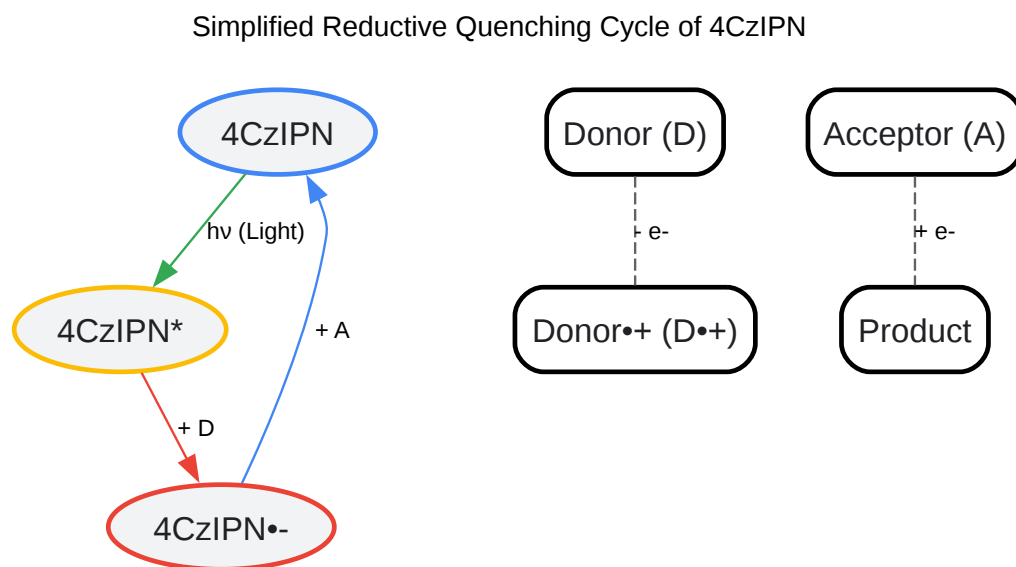 Simplified Reductive Quenching Cycle of 4CzIPN
4CzIPN
Donor (D)
Acceptor (A)
hν (Light)
- e-
+ e-
4CzIPN*
+ A
Donor•+ (D•+)
Product
+ D
4CzIPN•-